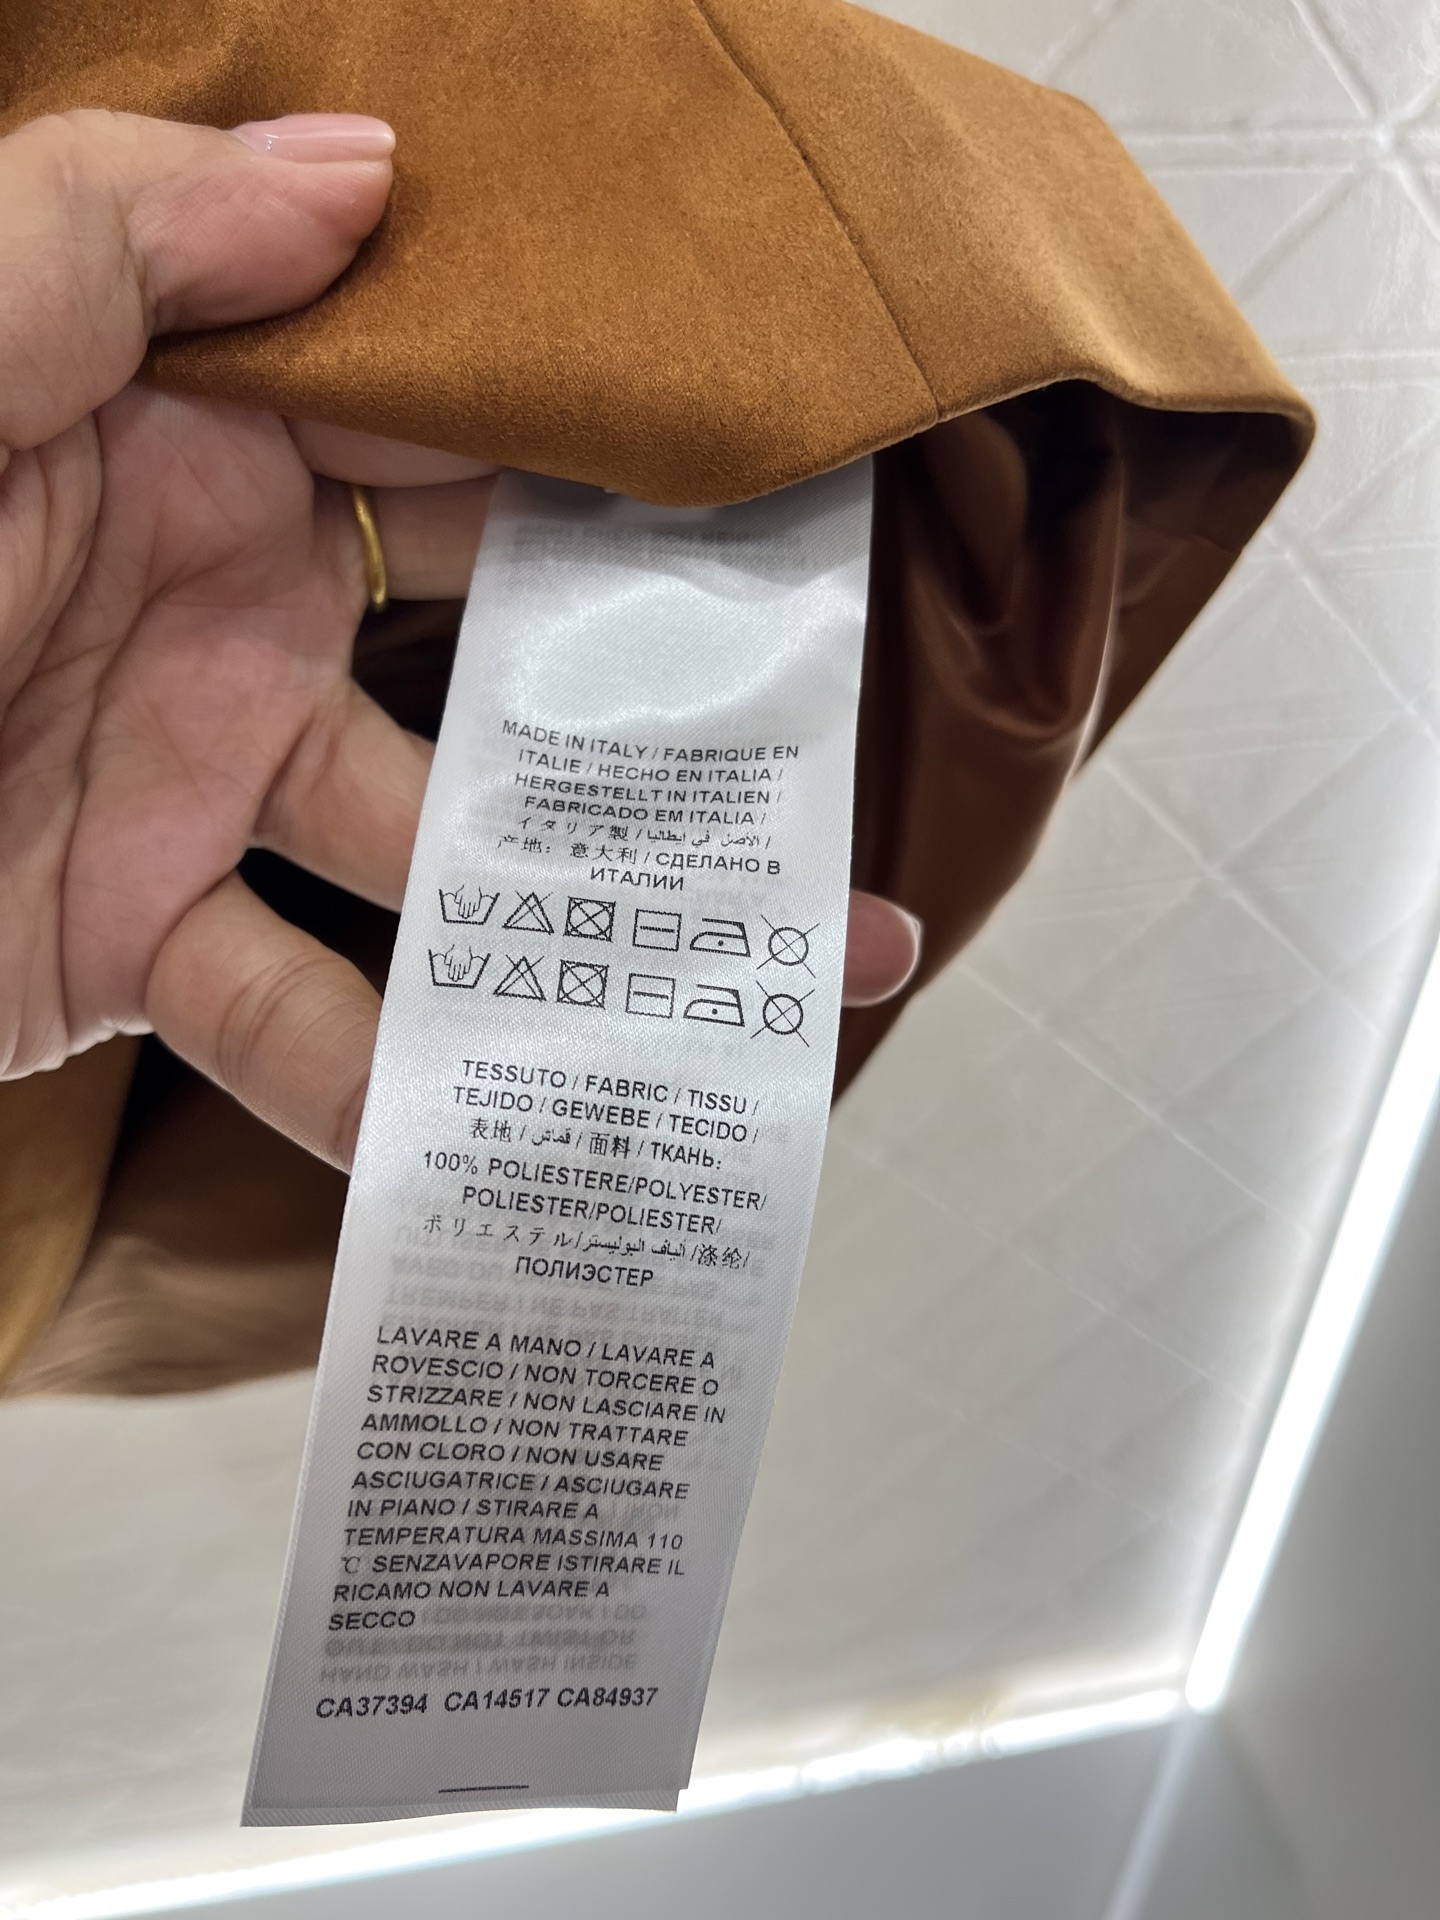 MADE IN ITALY / FABRIQUE EN
ITALIE / HECHO EN ITALIA /
HERGESTELLT IN ITALIEN /
FABRICADO EM ITALIA /
イタリア製 / الأصل في إيطاليا /
产地: 意大利 / СДЕЛАНО В
ИТАЛИИ
TESSUTO / FABRIC / TISSU /
TEJIDO / GEWEBE / TECIDO /
表地 / قماش / 面料 / ТКАНЬ:
100% POLIESTERE/POLYESTER/
POLIESTER/POLIESTER/
ポリエステル/ألياف البوليستر/涤纶/
ПОЛИЭСТЕР
LAVARE A MANO / LAVARE A
ROVESCIO / NON TORCERE O
STRIZZARE / NON LASCIARE IN
AMMOLLO / NON TRATTARE
CON CLORO / NON USARE
ASCIUGATRICE / ASCIUGARE
IN PIANO / STIRARE A
TEMPERATURA MASSIMA 110
℃ SENZAVAPORE ISTIRARE IL
RICAMO NON LAVARE A
SECCO
CA37394 CA14517 CA84937